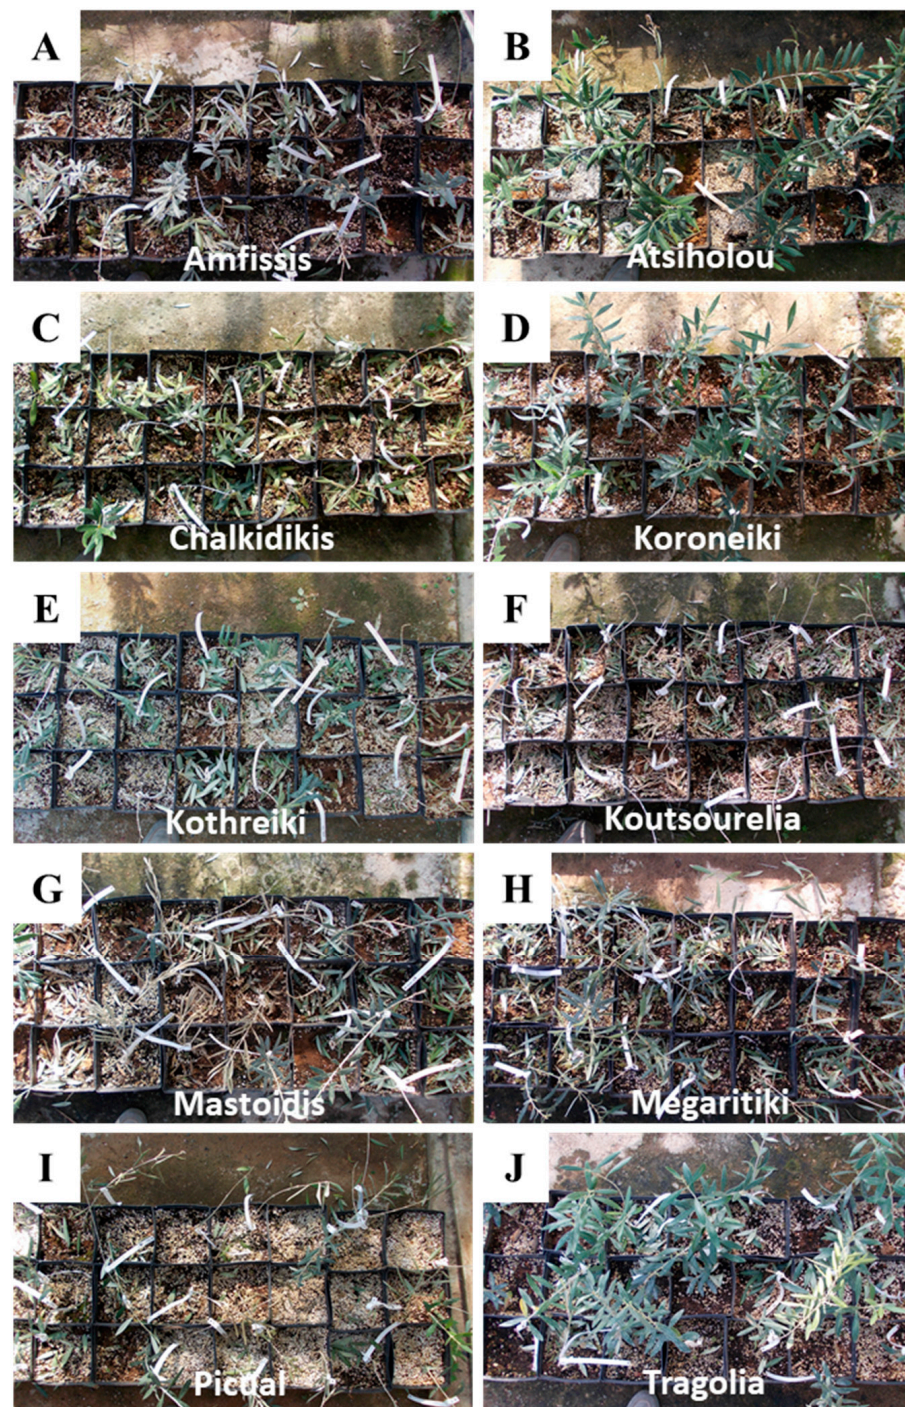 A
B
Amfissis
Atsiholou
C
D
Chalkidikis
Koroneiki
E
F
Kothreiki
Koutsourelia
G
H
Mastoidis
Megaritiki
I
J
Picual
Tragolia